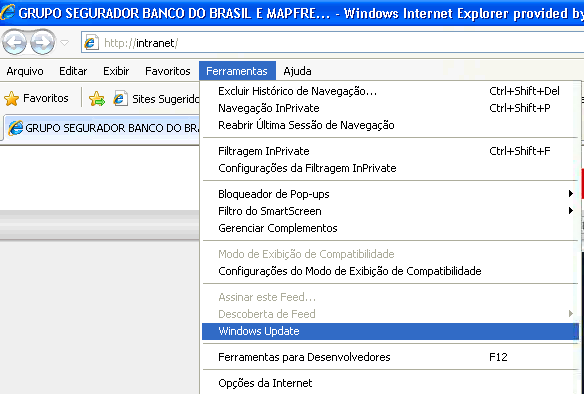 GRUPO SEGURADOR BANCO DO BRASIL E MAPFRE... - Windows Internet Explorer provided by
http://intranet/
Arquivo Editar Exibir Favoritos Ferramentas Ajuda
Favoritos Sites Sugerido
GRUPO SEGURADOR BANCO DO BRA
Excluir Histórico de Navegação... Ctrl+Shift+Del
Navegação InPrivate Ctrl+Shift+P
Reabrir Última Sessão de Navegação
Filtragem InPrivate Ctrl+Shift+F
Configurações da Filtragem InPrivate
Bloqueador de Pop-ups
Filtro do SmartScreen
Gerenciar Complementos
Modo de Exibição de Compatibilidade
Configurações do Modo de Exibição de Compatibilidade
Assinar este Feed...
Descoberta de Feed
Windows Update
Ferramentas para Desenvolvedores F12
Opções da Internet